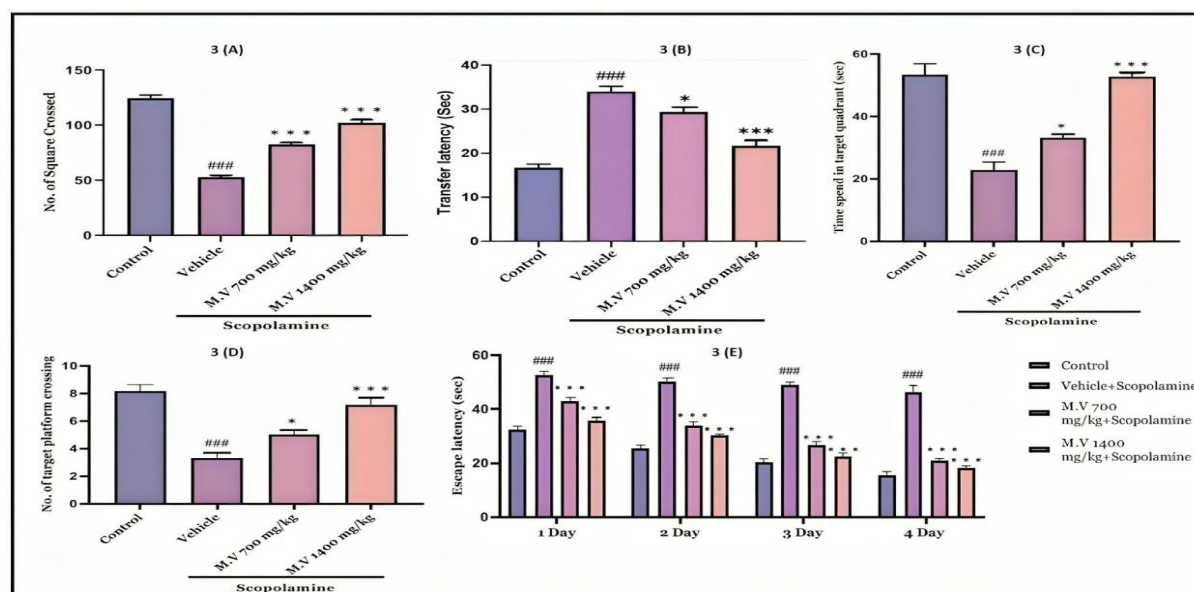 3 (A)
No. of Square Crossed
150
100
50
0
###
* * *
* * *
Control
Vehicle
M.V 700 mg/kg
M.V 1400 mg/kg
Scopolamine
3 (B)
Transfer latency (Sec)
40
30
20
10
0
###
*
***
Control
Vehicle
M.V 700 mg/kg
M.V 1400 mg/kg
Scopolamine
3 (C)
Time spend in target quadrant (sec)
60
40
20
0
###
*
* * *
Control
Vehicle
M.V 700 mg/kg
M.V 1400 mg/kg
Scopolamine
3 (D)
No. of target platform crossing
10
8
6
4
2
0
###
*
* * *
Control
Vehicle
M.V 700 mg/kg
M.V 1400 mg/kg
Scopolamine
3 (E)
Escape latency (sec)
60
40
20
0
###
* * *
* * *
###
* * *
* * *
###
* * *
* * *
###
* * *
* * *
1 Day
2 Day
3 Day
4 Day
Control
Vehicle+Scopolamine
M.V 700
mg/kg+Scopolamine
M.V 1400
mg/kg+Scopolamine